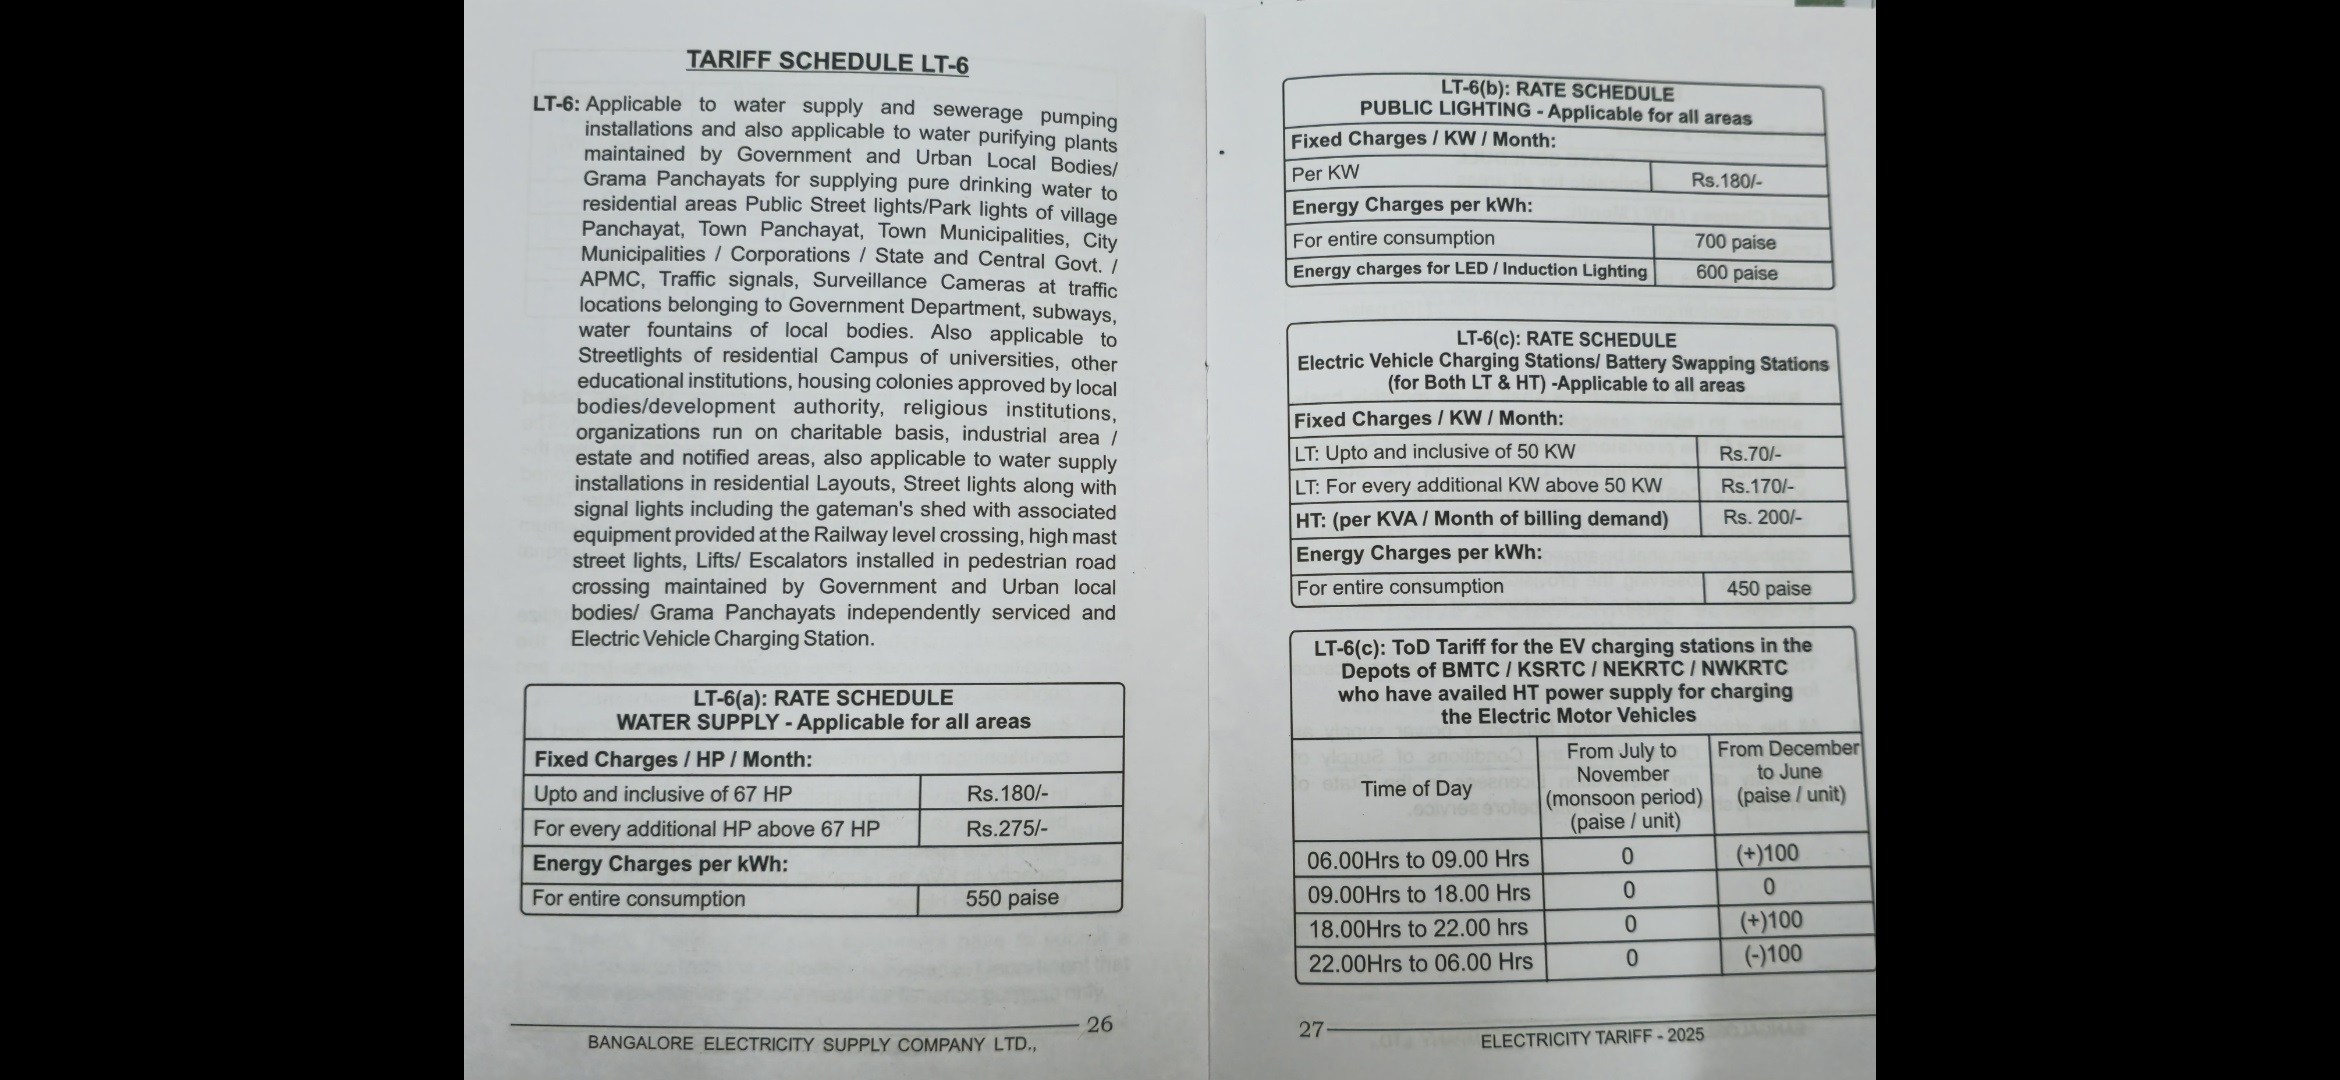 TARIFF SCHEDULE LT-6
LT-6: Applicable to water supply and sewerage pumping
installations and also applicable to water purifying plants
maintained by Government and Urban Local Bodies/
Grama Panchayats for supplying pure drinking water to
residential areas Public Street lights/Park lights of village
Panchayat, Town Panchayat, Town Municipalities, City
Municipalities / Corporations / State and Central Govt. /
APMC, Traffic signals, Surveillance Cameras at traffic
locations belonging to Government Department, subways,
water fountains of local bodies. Also applicable to
Streetlights of residential Campus of universities, other
educational institutions, housing colonies approved by local
bodies/development authority, religious institutions,
organizations run on charitable basis, industrial area /
estate and notified areas, also applicable to water supply
installations in residential Layouts, Street lights along with
signal lights including the gateman's shed with associated
equipment provided at the Railway level crossing, high mast
street lights, Lifts/ Escalators installed in pedestrian road
crossing maintained by Government and Urban local
bodies/ Grama Panchayats independently serviced and
Electric Vehicle Charging Station.
LT-6(a): RATE SCHEDULE
WATER SUPPLY - Applicable for all areas
Fixed Charges / HP / Month:
Upto and inclusive of 67 HP Rs.180/-
For every additional HP above 67 HP Rs.275/-
Energy Charges per kWh:
For entire consumption 550 paise
26
BANGALORE ELECTRICITY SUPPLY COMPANY LTD.,
LT-6(b): RATE SCHEDULE
PUBLIC LIGHTING - Applicable for all areas
Fixed Charges / KW / Month:
Per KW Rs.180/-
Energy Charges per kWh:
For entire consumption 700 paise
Energy charges for LED / Induction Lighting 600 paise
LT-6(c): RATE SCHEDULE
Electric Vehicle Charging Stations/ Battery Swapping Stations
(for Both LT & HT) -Applicable to all areas
Fixed Charges / KW / Month:
LT: Upto and inclusive of 50 KW Rs.70/-
LT: For every additional KW above 50 KW Rs.170/-
HT: (per KVA / Month of billing demand) Rs. 200/-
Energy Charges per kWh:
For entire consumption 450 paise
LT-6(c): ToD Tariff for the EV charging stations in the
Depots of BMTC / KSRTC / NEKRTC / NWKRTC
who have availed HT power supply for charging
the Electric Motor Vehicles
Time of Day
From July to
November
(monsoon period)
(paise / unit)
From December
to June
(paise / unit)
06.00Hrs to 09.00 Hrs 0 (+)100
09.00Hrs to 18.00 Hrs 0 0
18.00Hrs to 22.00 hrs 0 (+)100
22.00Hrs to 06.00 Hrs 0 (-)100
27
ELECTRICITY TARIFF - 2025